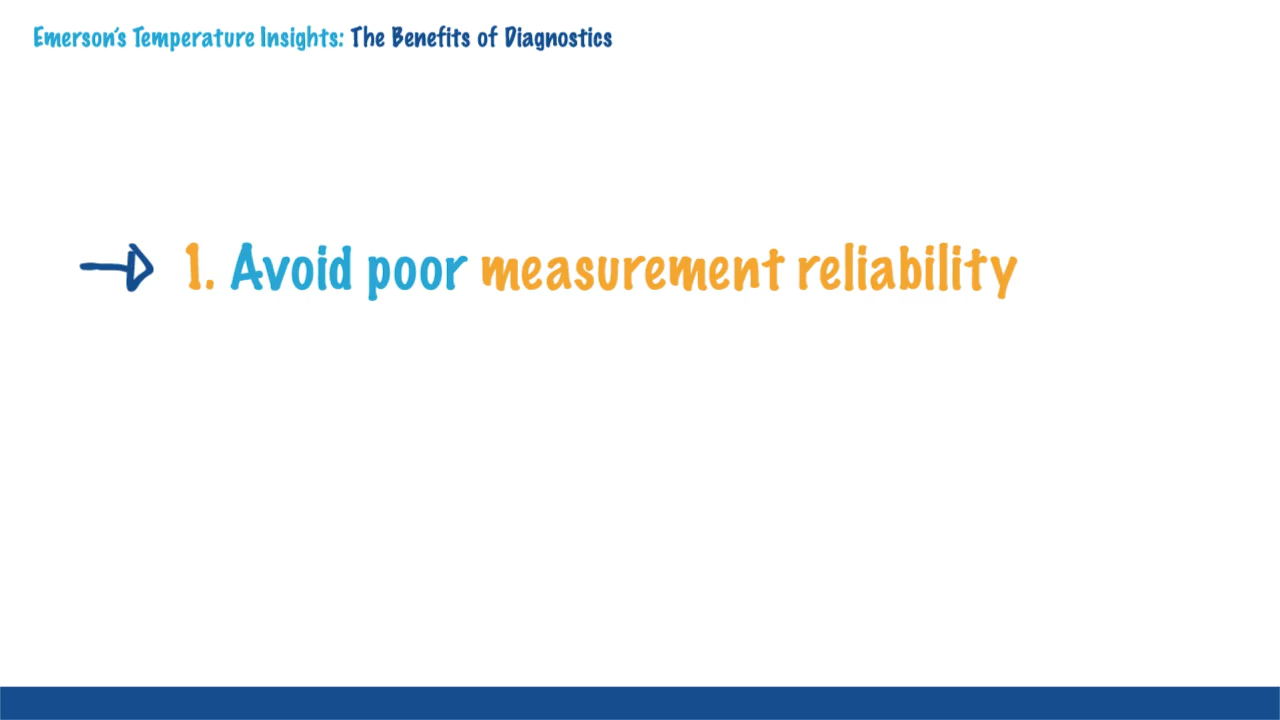 Emerson's Temperature Insights: The Benefits of Diagnostics
1. Avoid poor measurement reliability